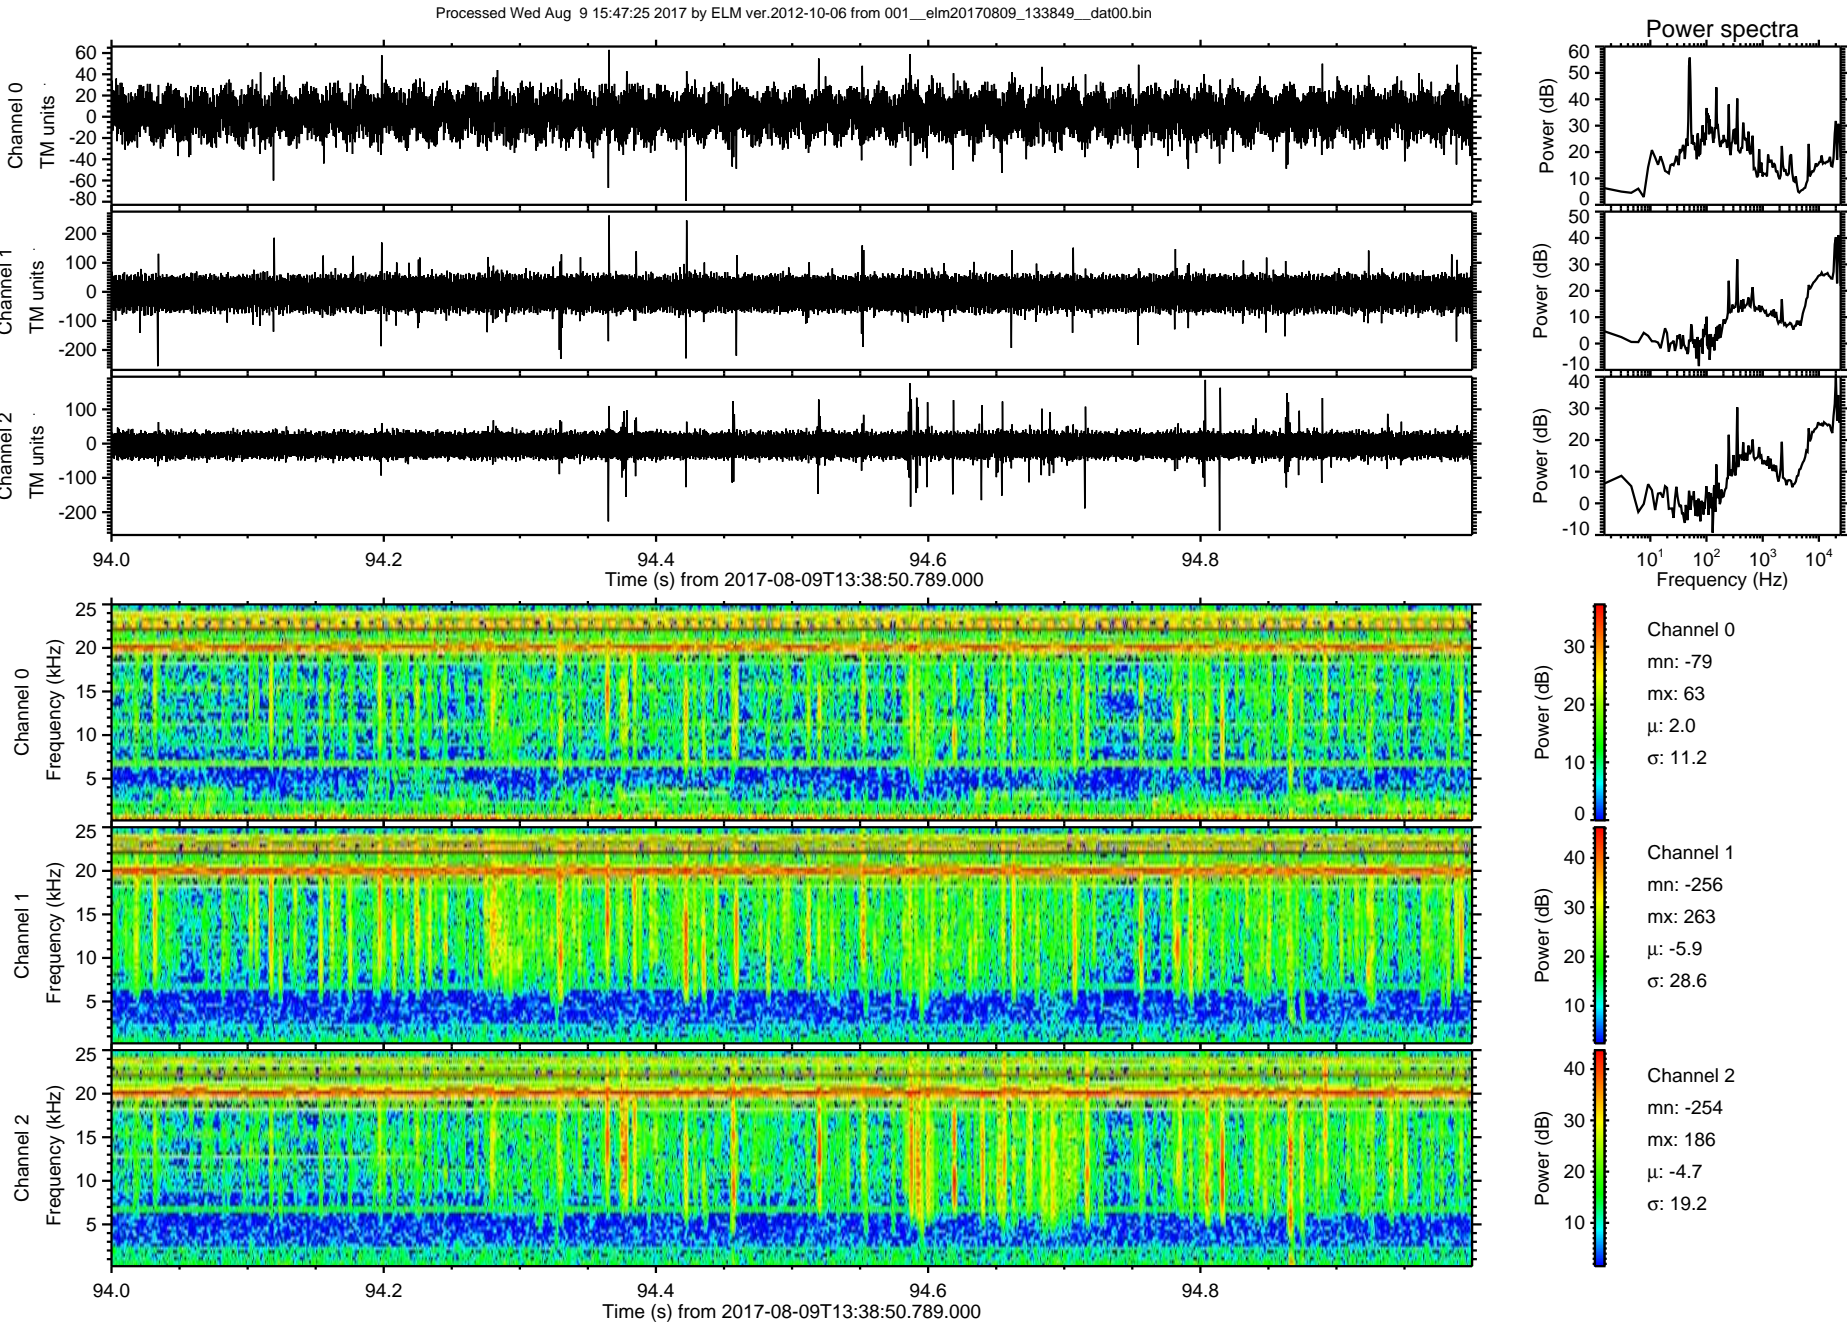 Processed Wed Aug  9 15:47:25 2017 by ELM ver.2012-10-06 from 001__elm20170809_133849__dat00.bin
Power spectra
Channel 0
TM units
60
40
20
0
-20
-40
-60
-80
Power (dB)
60
50
40
30
20
10
0
Channel 1
TM units
200
100
0
-100
-200
Power (dB)
50
40
30
20
10
0
-10
Channel 2
TM units
100
0
-100
-200
Power (dB)
40
30
20
10
0
-10
94.0 94.2 94.4 94.6 94.8
Time (s) from 2017-08-09T13:38:50.789.000
10^1 10^2 10^3 10^4
Frequency (Hz)
Channel 0
Frequency (kHz)
25
20
15
10
5
Power (dB)
30
20
10
0
Channel 0
mn: -79
mx: 63
μ: 2.0
σ: 11.2
Channel 1
Frequency (kHz)
25
20
15
10
5
Power (dB)
40
30
20
10
Channel 1
mn: -256
mx: 263
μ: -5.9
σ: 28.6
Channel 2
Frequency (kHz)
25
20
15
10
5
Power (dB)
40
30
20
10
Channel 2
mn: -254
mx: 186
μ: -4.7
σ: 19.2
94.0 94.2 94.4 94.6 94.8
Time (s) from 2017-08-09T13:38:50.789.000